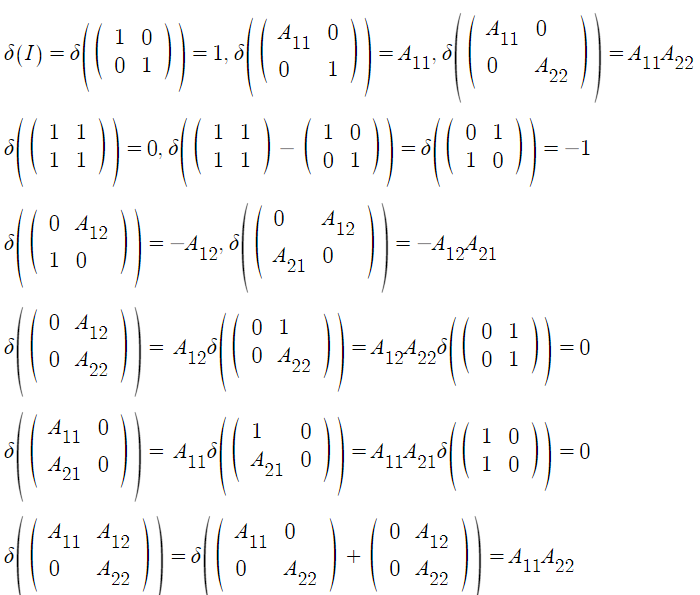 δ(I) = δ(( 1 0 ; 0 1 )) = 1, δ(( A₁₁ 0 ; 0 1 )) = A₁₁, δ(( A₁₁ 0 ; 0 A₂₂ )) = A₁₁A₂₂
δ(( 1 1 ; 1 1 )) = 0, δ(( 1 1 ; 1 1 ) − ( 1 0 ; 0 1 )) = δ(( 0 1 ; 1 0 )) = −1
δ(( 0 A₁₂ ; 1 0 )) = −A₁₂, δ(( 0 A₁₂ ; A₂₁ 0 )) = −A₁₂A₂₁
δ(( 0 A₁₂ ; 0 A₂₂ )) = A₁₂δ(( 0 1 ; 0 A₂₂ )) = A₁₂A₂₂δ(( 0 1 ; 0 1 )) = 0
δ(( A₁₁ 0 ; A₂₁ 0 )) = A₁₁δ(( 1 0 ; A₂₁ 0 )) = A₁₁A₂₁δ(( 1 0 ; 1 0 )) = 0
δ(( A₁₁ A₁₂ ; 0 A₂₂ )) = δ(( A₁₁ 0 ; 0 A₂₂ ) + ( 0 A₁₂ ; 0 A₂₂ )) = A₁₁A₂₂